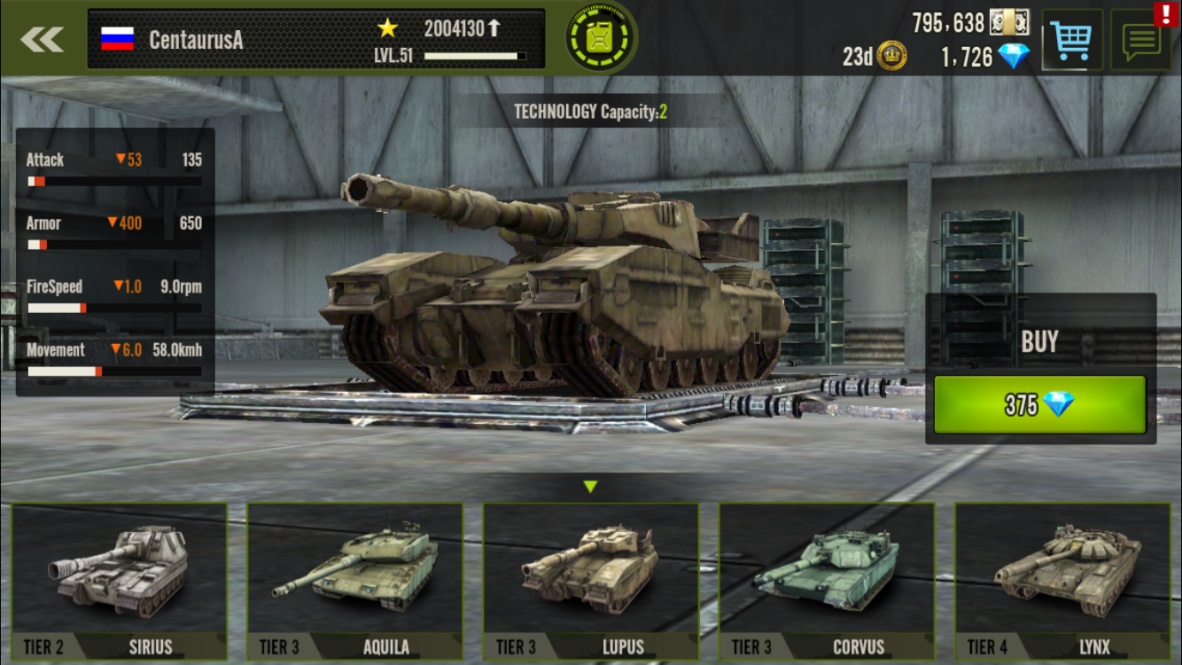 CentaurusA
2004130
LVL.51
795,638
23d
1,726
!
TECHNOLOGY Capacity:2
Attack ▼53 135
Armor ▼400 650
FireSpeed ▼1.0 9.0rpm
Movement ▼6.0 58.0kmh
BUY
375
TIER 2 SIRIUS
TIER 3 AQUILA
TIER 3 LUPUS
TIER 3 CORVUS
TIER 4 LYNX